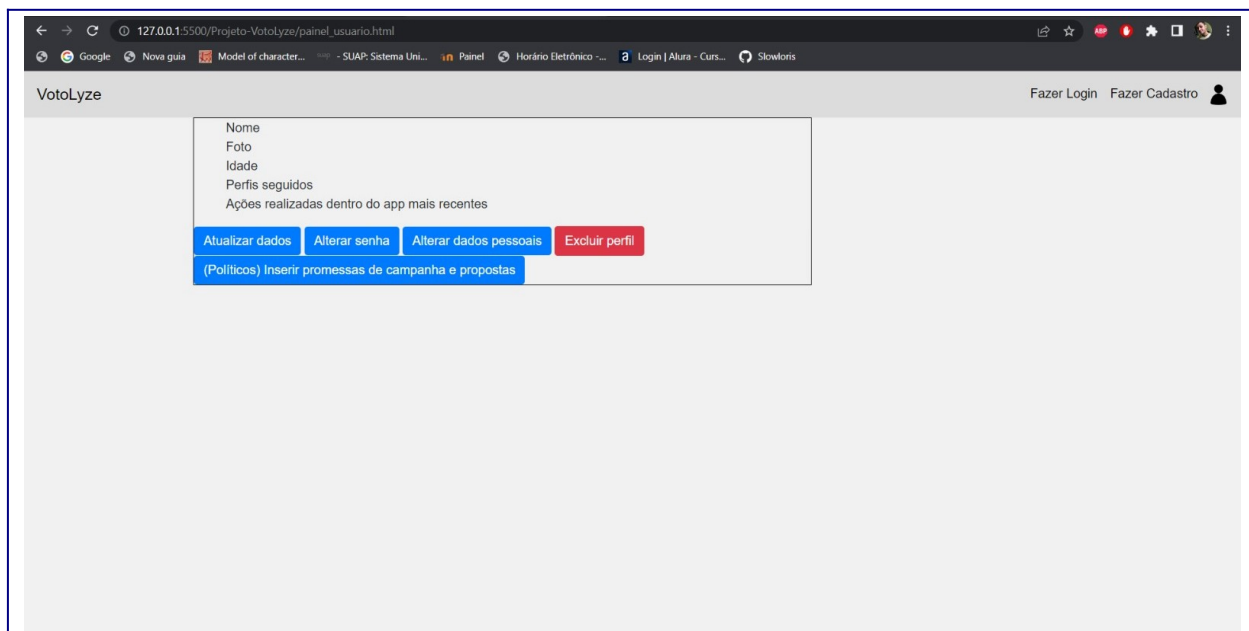 127.0.0.1:5500/Projeto-VotoLyze/painel_usuario.html
Google Nova guia Model of character... - SUAP: Sistema Uni... Painel Horário Eletrônico -... a Login | Alura - Curs... Slowloris
VotoLyze Fazer Login Fazer Cadastro
Nome
Foto
Idade
Perfis seguidos
Ações realizadas dentro do app mais recentes
Atualizar dados Alterar senha Alterar dados pessoais Excluir perfil
(Políticos) Inserir promessas de campanha e propostas